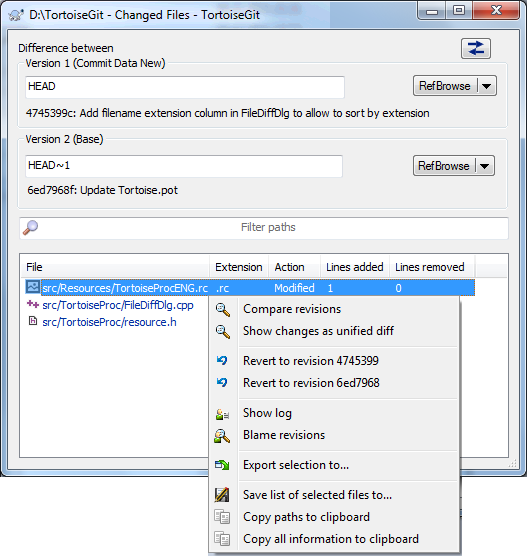 D:\TortoiseGit - Changed Files - TortoiseGit
Difference between
Version 1 (Commit Data New)
HEAD
RefBrowse
4745399c: Add filename extension column in FileDiffDlg to allow to sort by extension
Version 2 (Base)
HEAD~1
RefBrowse
6ed7968f: Update Tortoise.pot
Filter paths
File Extension Action Lines added Lines removed
src/Resources/TortoiseProcENG.rc .rc Modified 1 0
src/TortoiseProc/FileDiffDlg.cpp
src/TortoiseProc/resource.h
Compare revisions
Show changes as unified diff
Revert to revision 4745399
Revert to revision 6ed7968
Show log
Blame revisions
Export selection to...
Save list of selected files to...
Copy paths to clipboard
Copy all information to clipboard